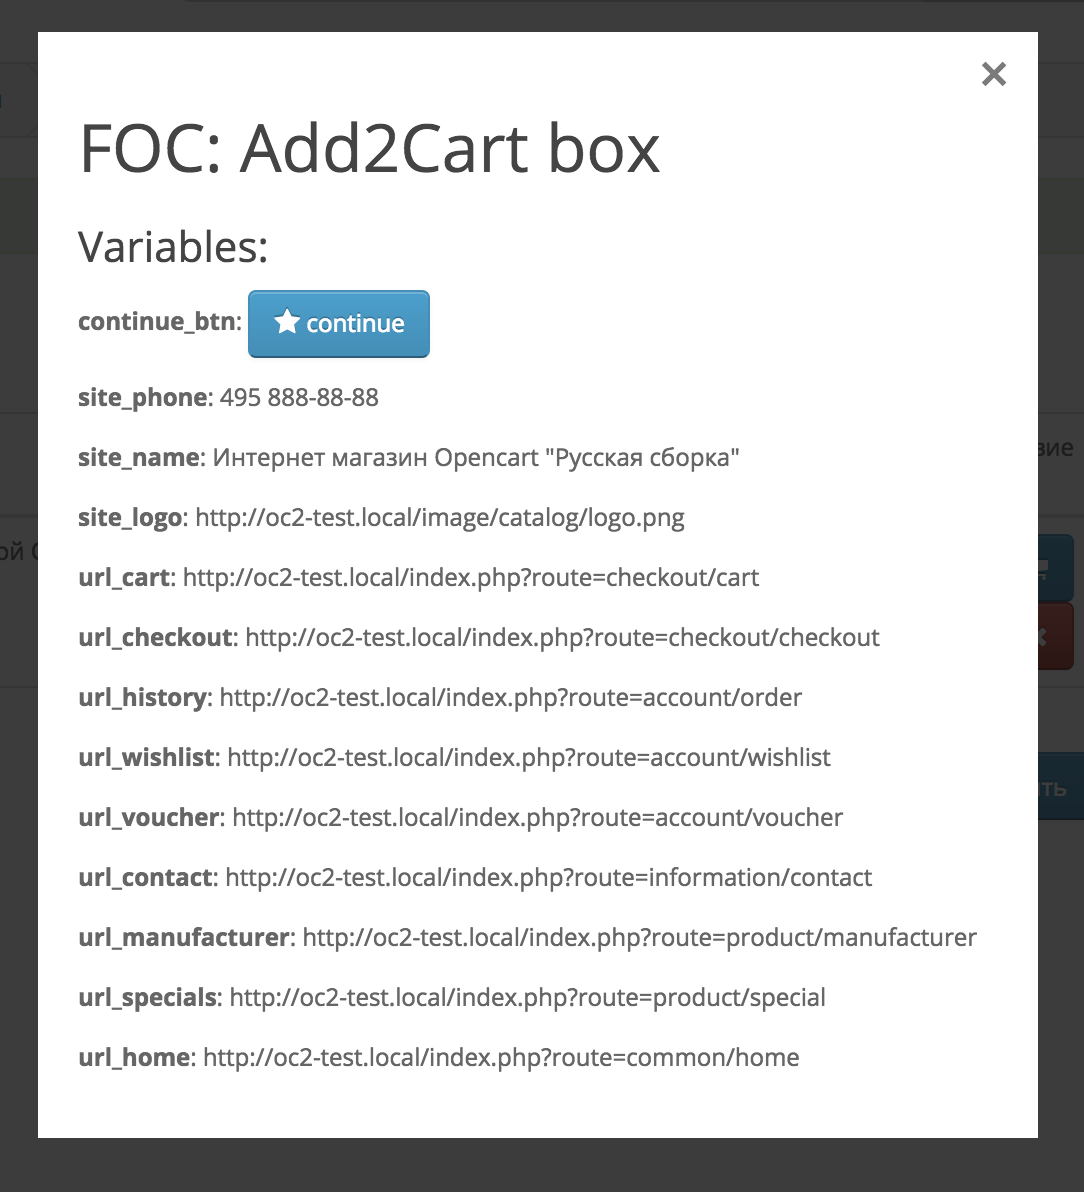 FOC: Add2Cart box
Variables:
continue_btn: continue
site_phone: 495 888-88-88
site_name: Интернет магазин Opencart "Русская сборка"
site_logo: http://oc2-test.local/image/catalog/logo.png
url_cart: http://oc2-test.local/index.php?route=checkout/cart
url_checkout: http://oc2-test.local/index.php?route=checkout/checkout
url_history: http://oc2-test.local/index.php?route=account/order
url_wishlist: http://oc2-test.local/index.php?route=account/wishlist
url_voucher: http://oc2-test.local/index.php?route=account/voucher
url_contact: http://oc2-test.local/index.php?route=information/contact
url_manufacturer: http://oc2-test.local/index.php?route=product/manufacturer
url_specials: http://oc2-test.local/index.php?route=product/special
url_home: http://oc2-test.local/index.php?route=common/home